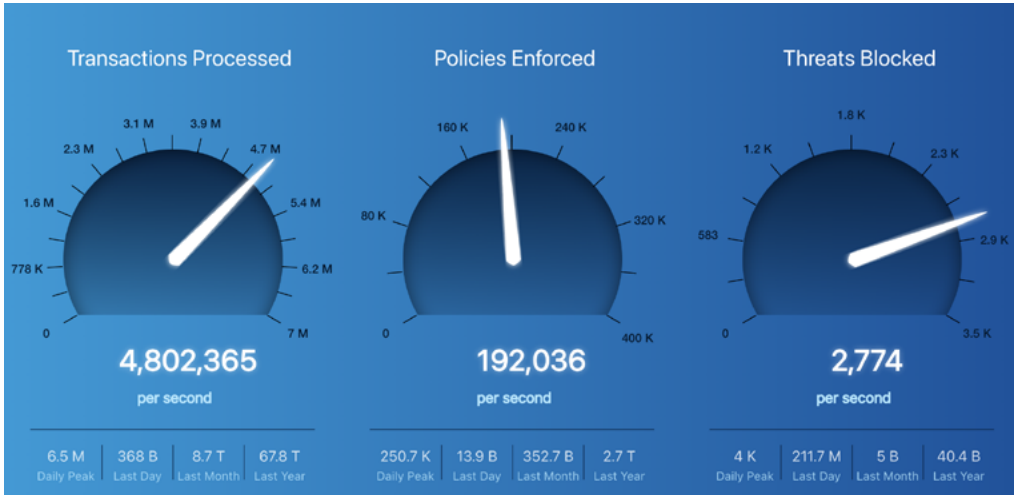 Transactions Processed
0
778 K
1.6 M
2.3 M
3.1 M
3.9 M
4.7 M
5.4 M
6.2 M
7 M
4,802,365
per second
6.5 M 368 B 8.7 T 67.8 T
Daily Peak Last Day Last Month Last Year
Policies Enforced
0
80 K
160 K
240 K
320 K
400 K
192,036
per second
250.7 K 13.9 B 352.7 B 2.7 T
Daily Peak Last Day Last Month Last Year
Threats Blocked
0
583
1.2 K
1.8 K
2.3 K
2.9 K
3.5 K
2,774
per second
4 K 211.7 M 5 B 40.4 B
Daily Peak Last Day Last Month Last Year